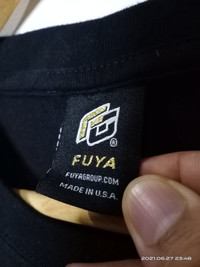 ®
FUYA
FUYAGROUP.COM
MADE IN U.S.A.
2021.06.27 23:48